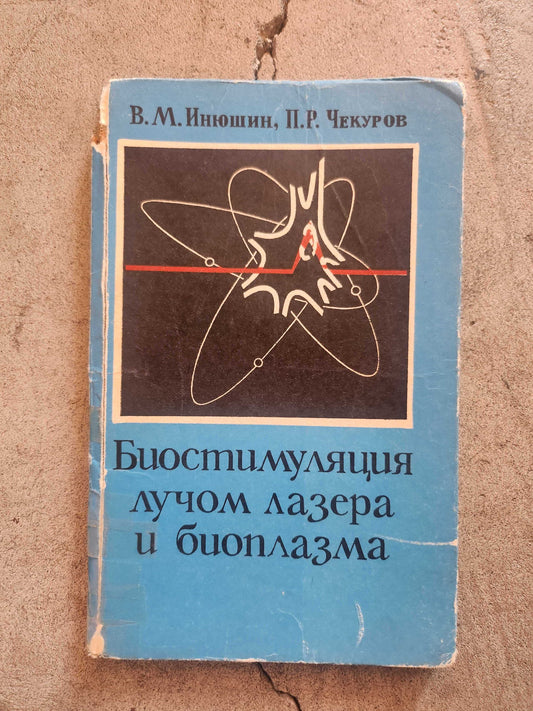 В. М. Инюшин, П. Р. Чекуров
Биостимуляция
лучом лазера
и биоплазма